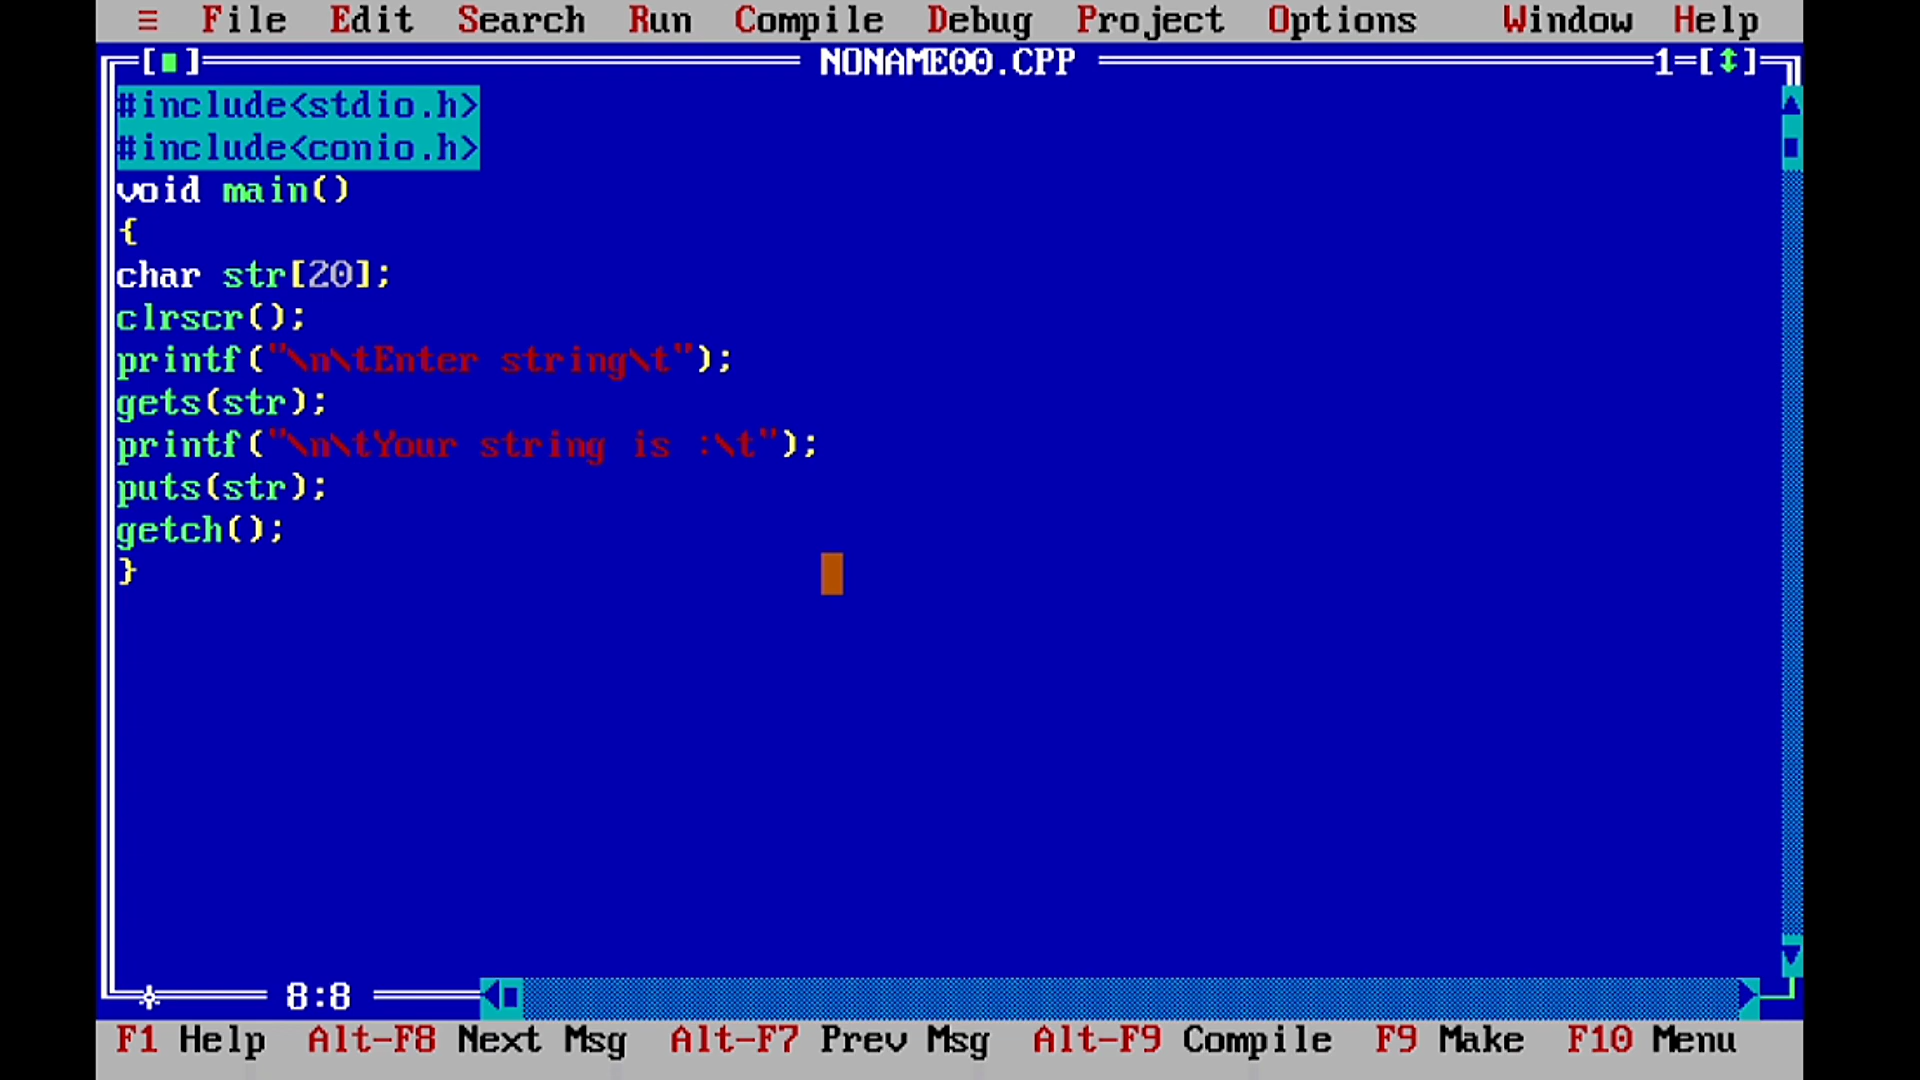 ≡ File Edit Search Run Compile Debug Project Options Window Help
[■] NONAME00.CPP 1=[↕]
#include<stdio.h>
#include<conio.h>
void main()
{
char str[20];
clrscr();
printf("\n\tEnter string\t");
gets(str);
printf("\n\tYour string is :\t");
puts(str);
getch();
}
8:8
F1 Help Alt-F8 Next Msg Alt-F7 Prev Msg Alt-F9 Compile F9 Make F10 Menu